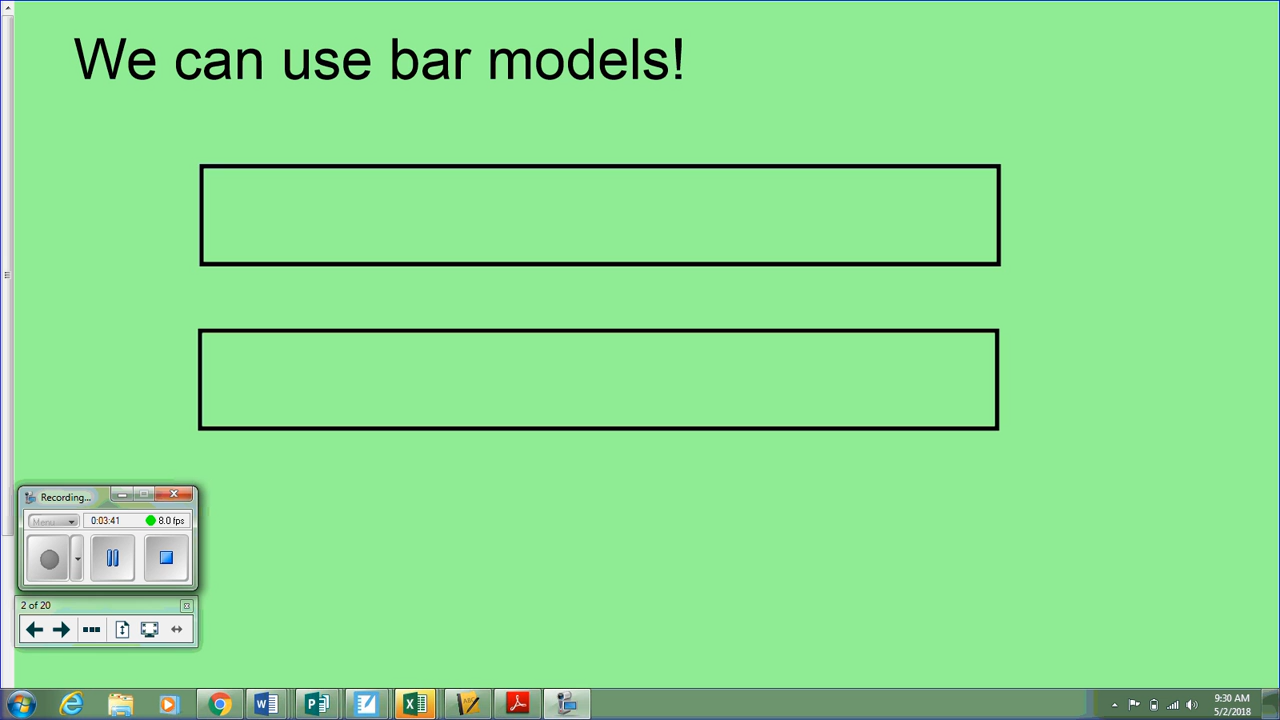 We can use bar models!
Recording...
Menu
0:03:41
8.0 fps
2 of 20
9:30 AM
5/2/2018